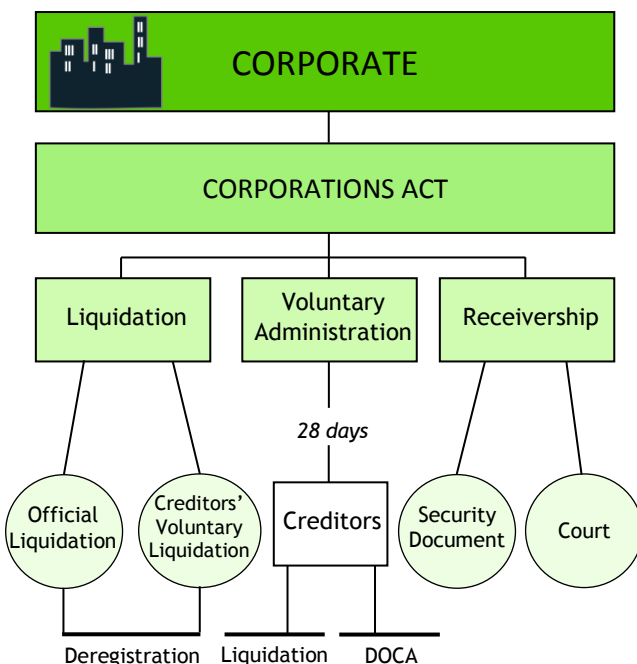 CORPORATE
CORPORATIONS ACT
Liquidation
Voluntary
Administration
Receivership
28 days
Official
Liquidation
Creditors’
Voluntary
Liquidation
Creditors
Security
Document
Court
Deregistration
Liquidation
DOCA